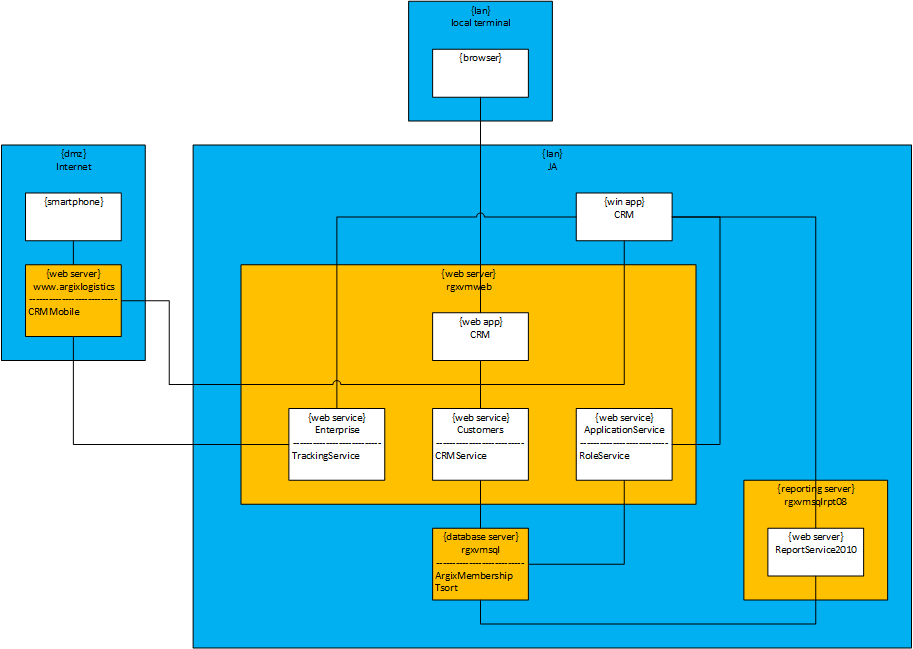 {lan}
local terminal
{browser}
{dmz}
Internet
{smartphone}
{web server}
www.argixlogistics
CRMMobile
{lan}
JA
{win app}
CRM
{web server}
rgxvmweb
{web app}
CRM
{web service}
Enterprise
TrackingService
{web service}
Customers
CRMService
{web service}
ApplicationService
RoleService
{database server}
rgxvmsql
ArgixMembership
Tsort
{reporting server}
rgxvmsqlrpt08
{web server}
ReportService2010